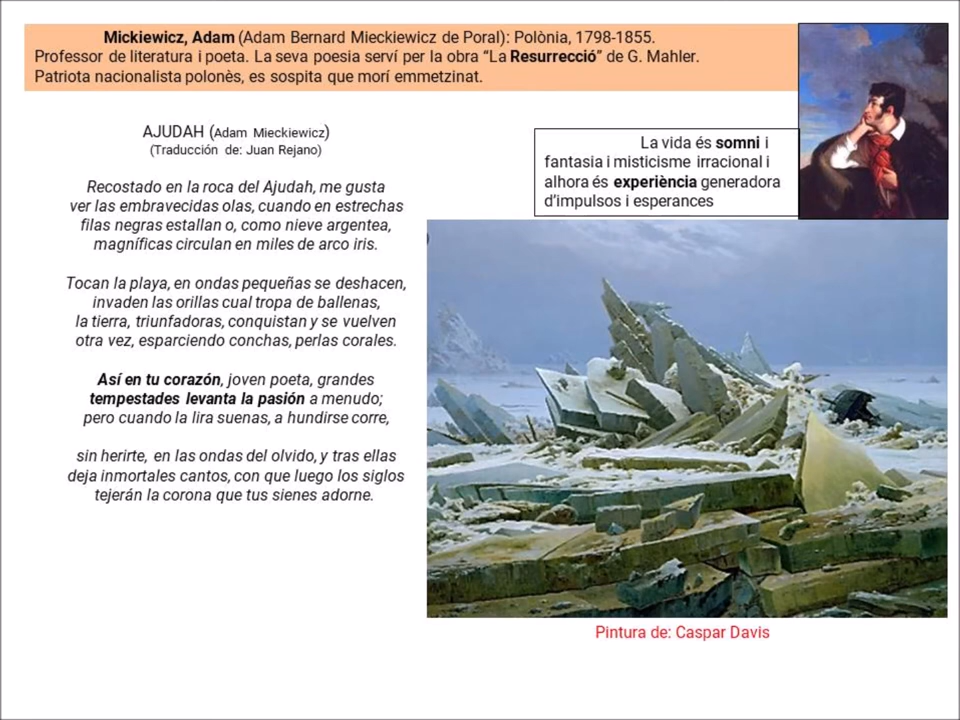 Mickiewicz, Adam (Adam Bernard Mieckiewicz de Poral): Polònia, 1798-1855.
Professor de literatura i poeta. La seva poesia serví per la obra “La Resurrecció” de G. Mahler.
Patriota nacionalista polonès, es sospita que morí emmetzinat.
AJUDAH (Adam Mieckiewicz)
(Traducción de: Juan Rejano)
Recostado en la roca del Ajudah, me gusta
ver las embravecidas olas, cuando en estrechas
filas negras estallan o, como nieve argentea,
magníficas circulan en miles de arco iris.
Tocan la playa, en ondas pequeñas se deshacen,
invaden las orillas cual tropa de ballenas,
la tierra, triunfadoras, conquistan y se vuelven
otra vez, esparciendo conchas, perlas corales.
Así en tu corazón, joven poeta, grandes
tempestades levanta la pasión a menudo;
pero cuando la lira suenas, a hundirse corre,
sin herirte, en las ondas del olvido, y tras ellas
deja inmortales cantos, con que luego los siglos
tejerán la corona que tus sienes adorne.
La vida és somni i
fantasia i misticisme irracional i
alhora és experiència generadora
d’impulsos i esperances
Pintura de: Caspar Davis